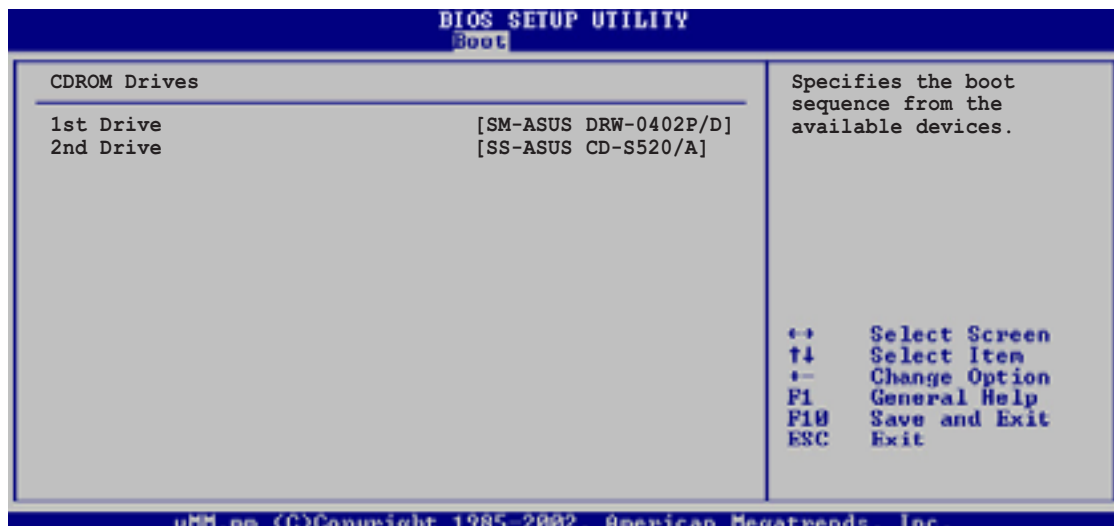 BIOS SETUP UTILITY
Boot
CDROM Drives
1st Drive [SM-ASUS DRW-0402P/D]
2nd Drive [SS-ASUS CD-S520/A]
Specifies the boot
sequence from the
available devices.
↔ Select Screen
↑↓ Select Item
+- Change Option
F1 General Help
F10 Save and Exit
ESC Exit
(C)Copyright 1985-2002, American Megatrends, Inc.